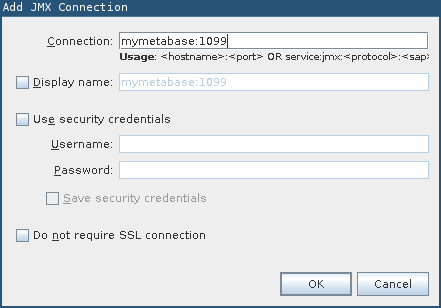 Add JMX Connection
Connection: mymetabase:1099
Usage: <hostname>:<port> OR service:jmx:<protocol>:<sap>
Display name: mymetabase:1099
Use security credentials
Username:
Password:
Save security credentials
Do not require SSL connection
OK Cancel